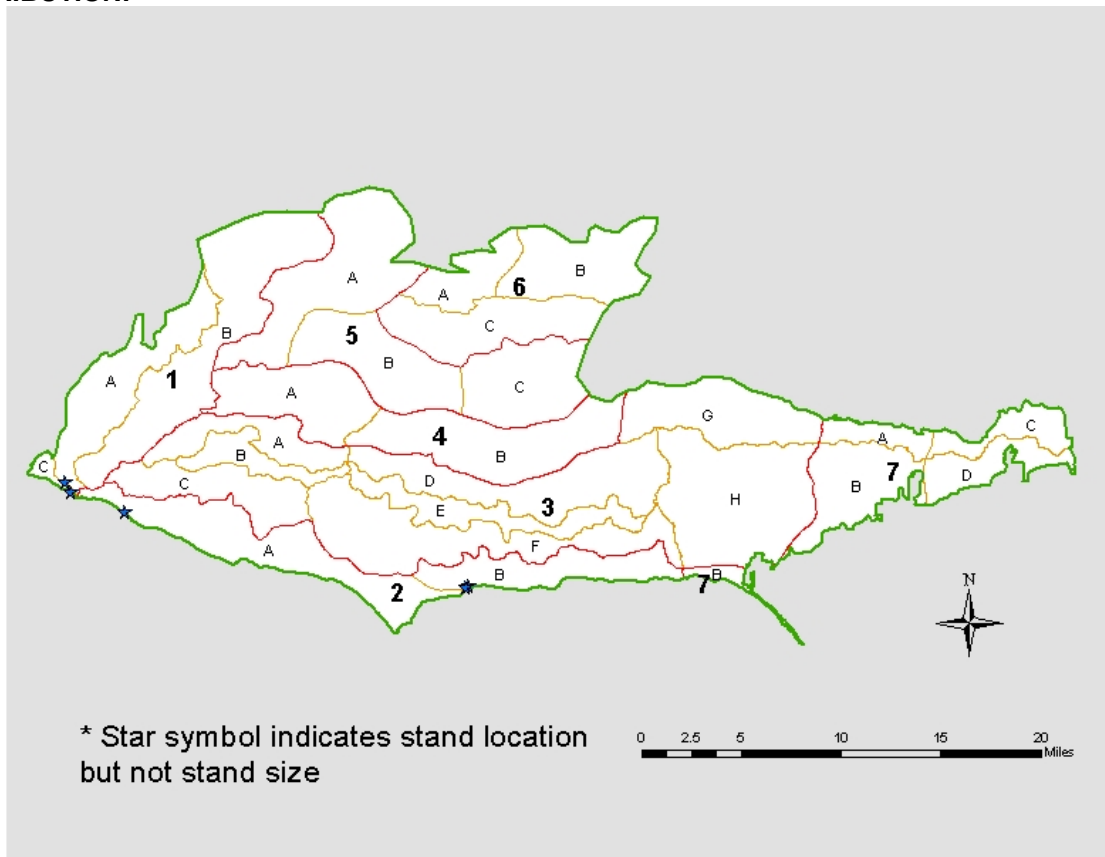 A
6
B
A
C
B
5
B
A
1
C
A
G
C
4
A
A
B
B
7
C
D
B
D
C
E
3
H
F
A
B
7
B
2
N
* Star symbol indicates stand location
but not stand size
0 2.5 5 10 15 20
Miles